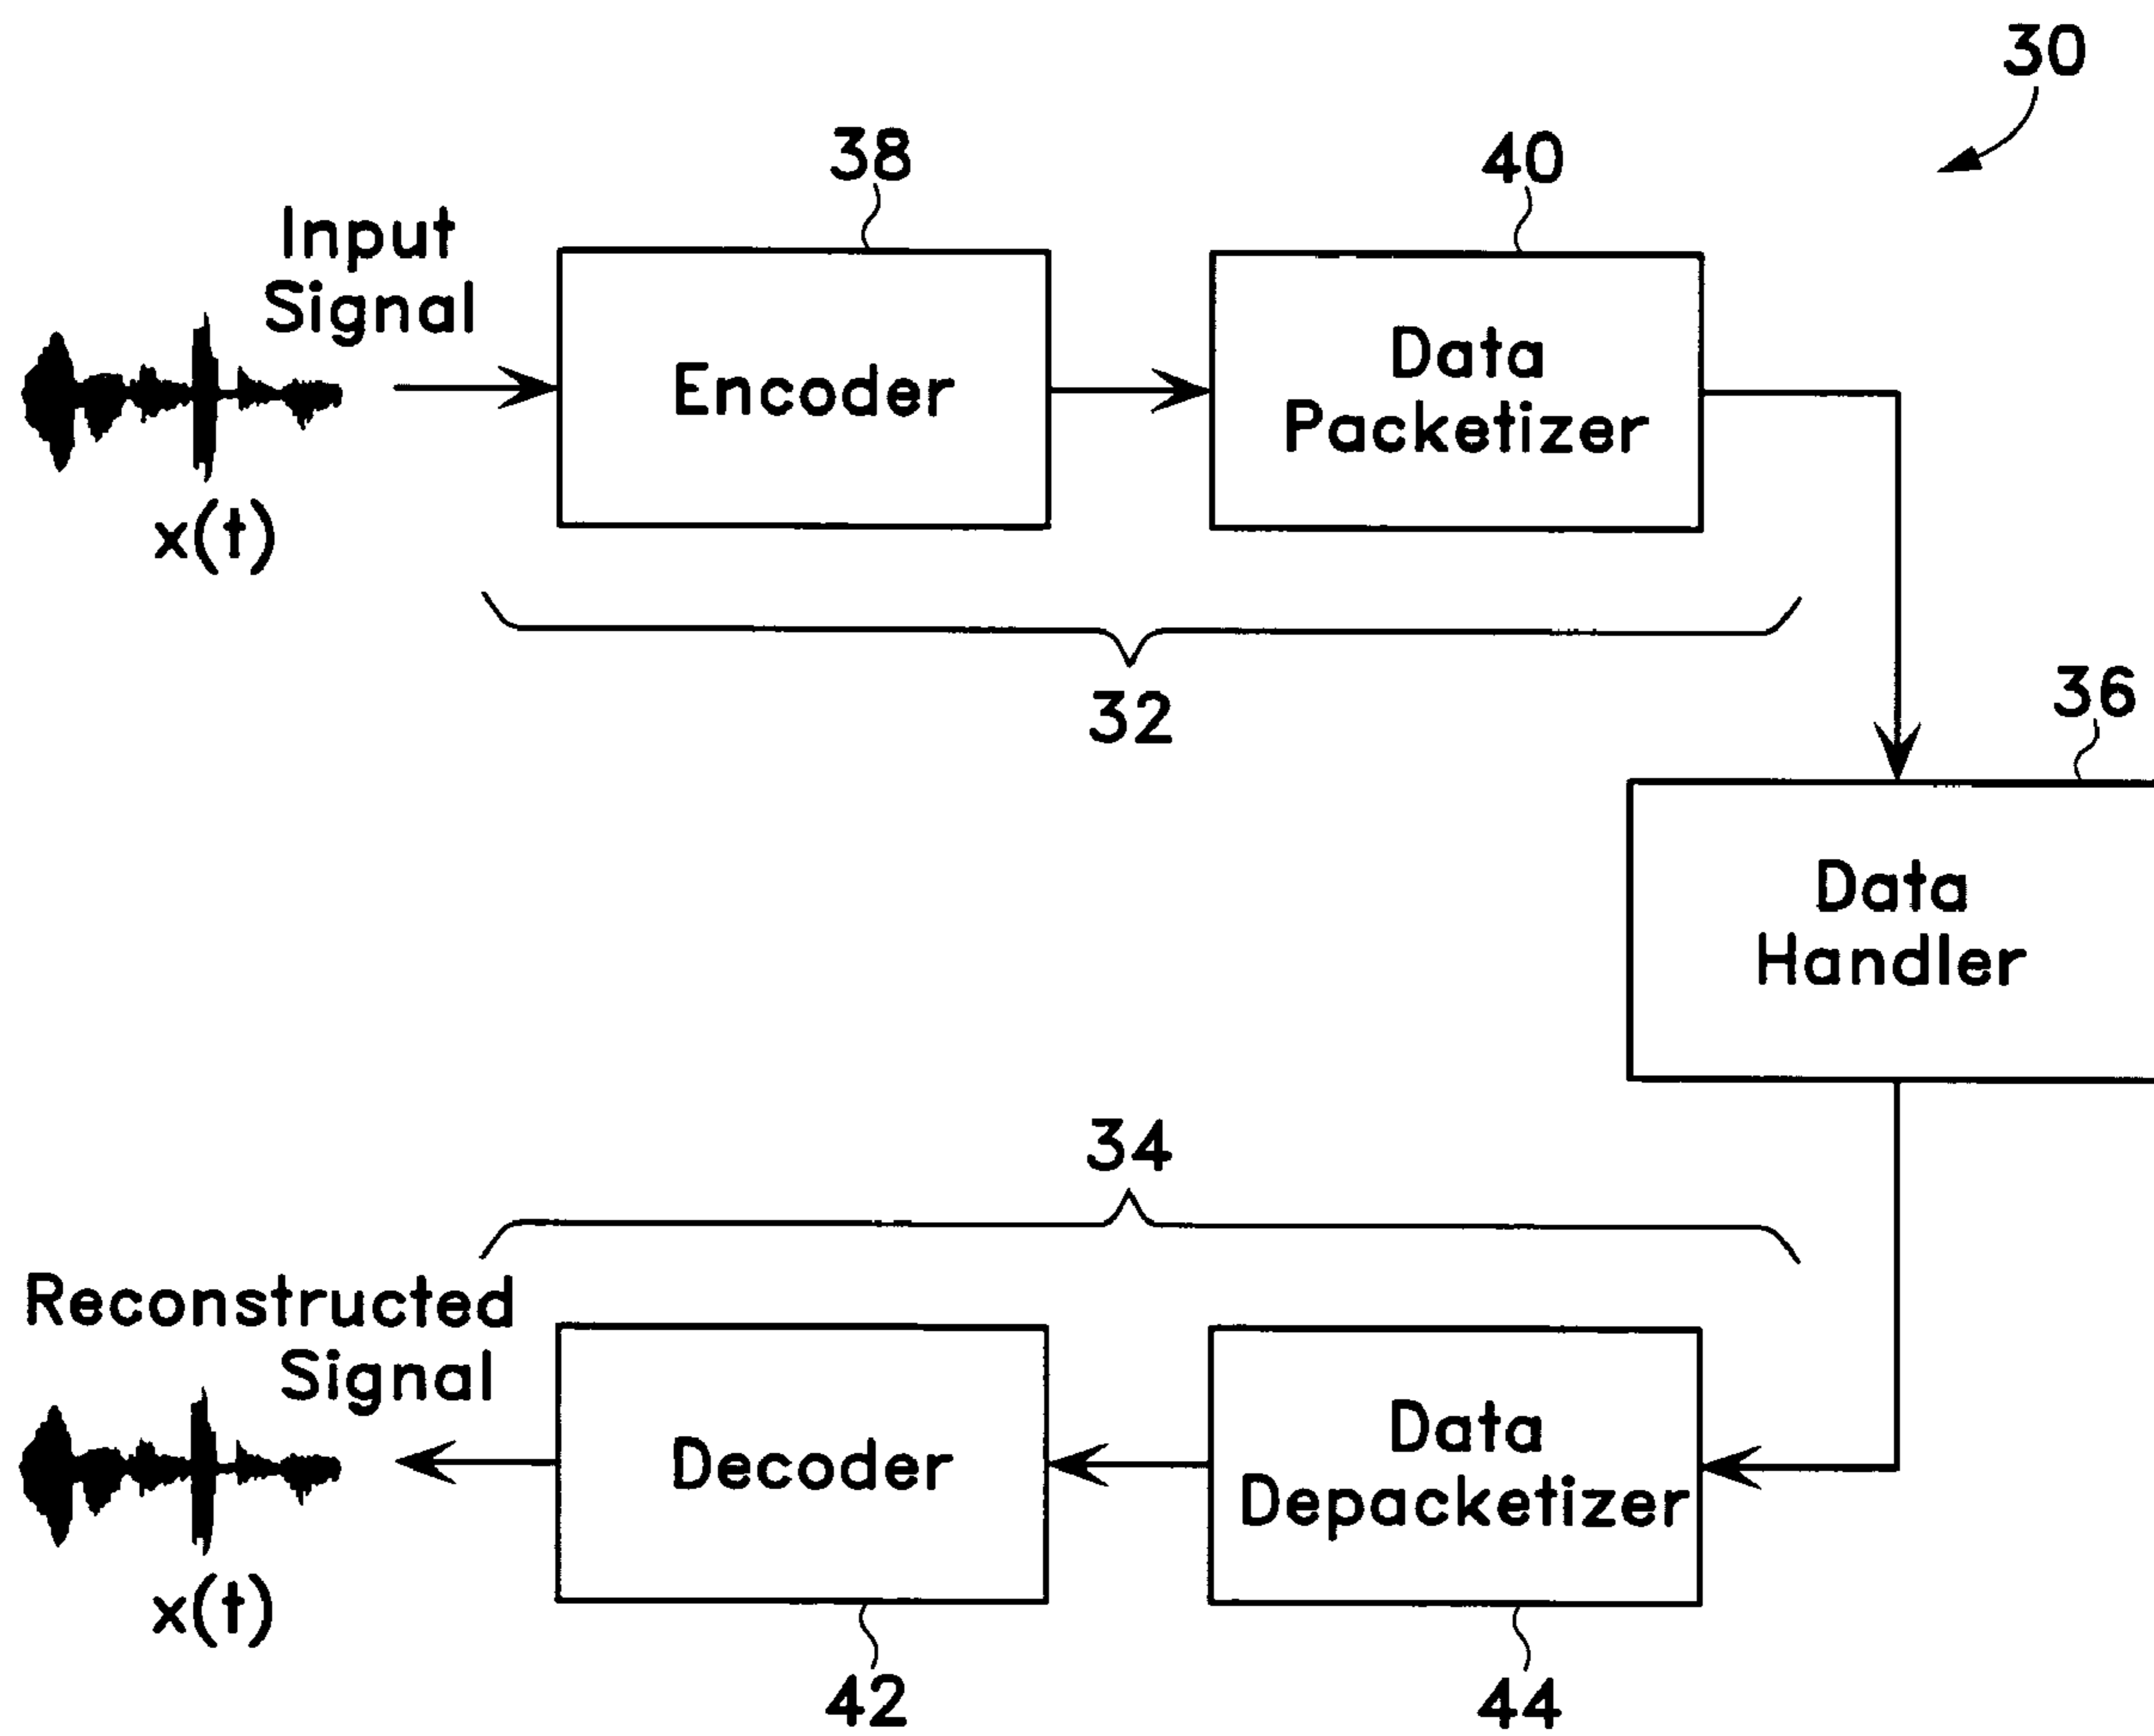 30
38
40
Input
Signal
Encoder
Data
Packetizer
x(t)
32
36
Data
Handler
34
Reconstructed
Signal
Decoder
Data
Depacketizer
x(t)
42
44